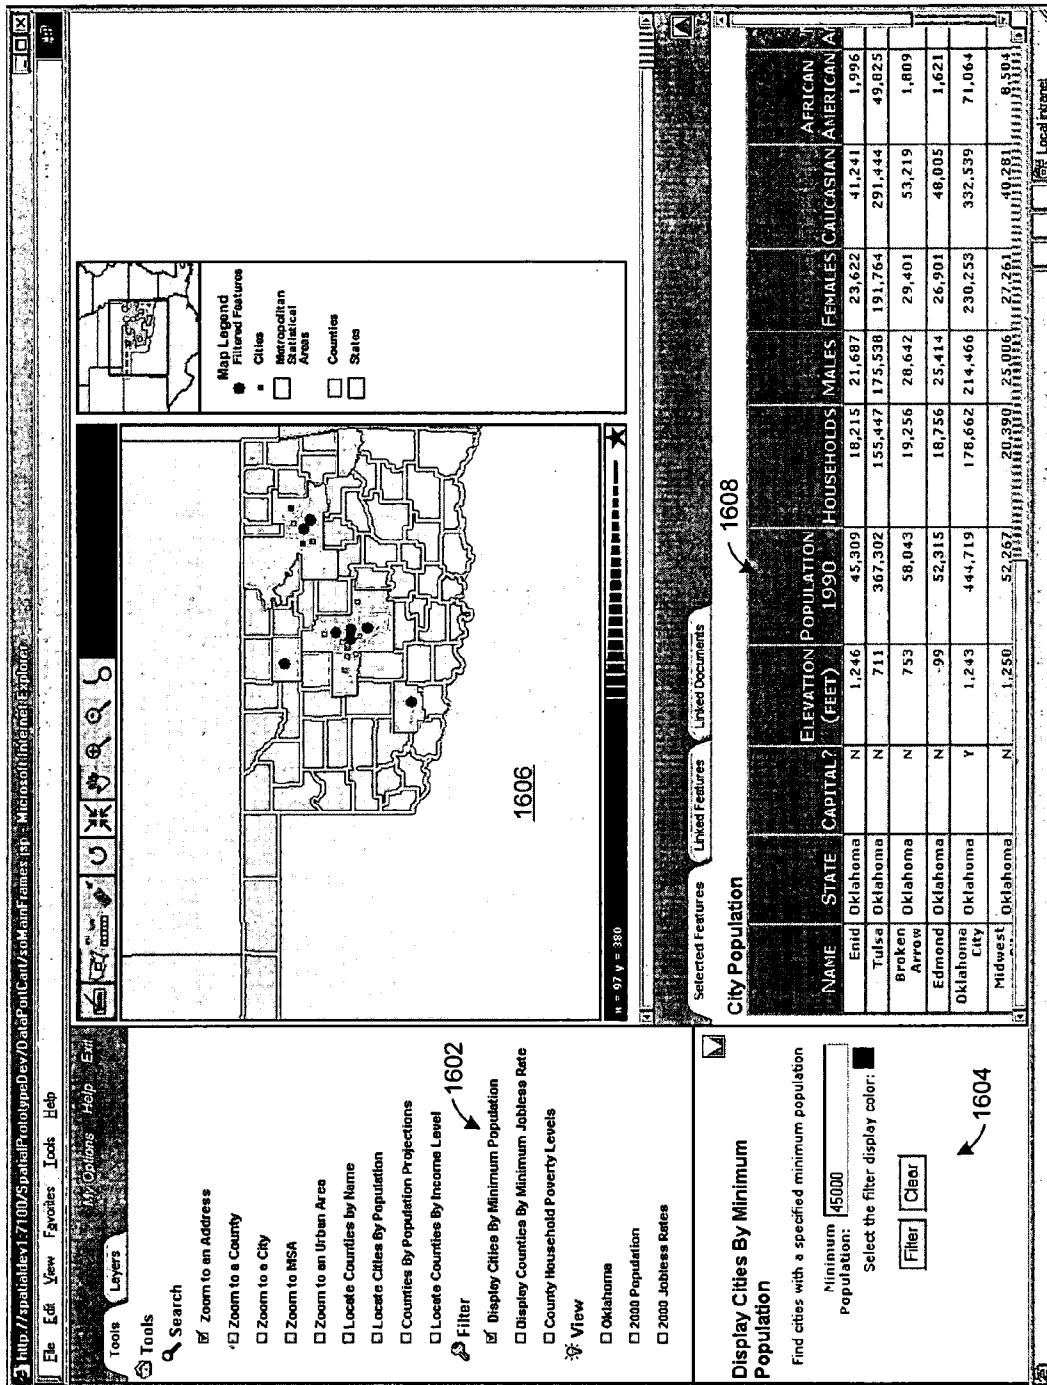 http://spatialdev1:7100/SpatialPrototypeDev/DataPortCart/soMainFrames.jsp - Microsoft Internet Explorer
File Edit View Favorites Tools Help
My Options Help Exit
Tools Layers
Tools
Search
Zoom to an Address
Zoom to a County
Zoom to a City
Zoom to MSA
Zoom to an Urban Area
Locate Counties by Name
Locate Cities By Population
Counties By Population Projections
Locate Counties By Income Level
Filter
Display Cities By Minimum Population
Display Counties By Minimum Jobless Rate
County Household Poverty Levels
View
Oklahoma
2000 Population
2000 Jobless Rates
1602
Display Cities By Minimum
Population
Find cities with a specified minimum population
Minimum
Population: 45000
Select the filter display color:
Filter Clear
1604
1606
x = 97 y = 380
Map Legend
Filtered Features
Cities
Metropolitan
Statistical
Areas
Counties
States
Selected Features Linked Features Linked Documents
City Population
1608
NAME STATE CAPITAL? ELEVATION (FEET) POPULATION 1990 HOUSEHOLDS MALES FEMALES CAUCASIAN AFRICAN AMERICAN A
Enid Oklahoma N 1,246 45,309 18,215 21,687 23,622 41,241 1,996
Tulsa Oklahoma N 711 367,302 155,447 175,538 191,764 291,444 49,825
Broken Arrow Oklahoma N 753 58,043 19,256 28,642 29,401 53,219 1,809
Edmond Oklahoma N -99 52,315 18,756 25,414 26,901 48,005 1,621
Oklahoma City Oklahoma Y 1,243 444,719 178,662 214,466 230,253 332,539 71,064
Midwest Oklahoma N 1,250 52,267 20,390 25,006 27,261 40,281 8,504
Local intranet